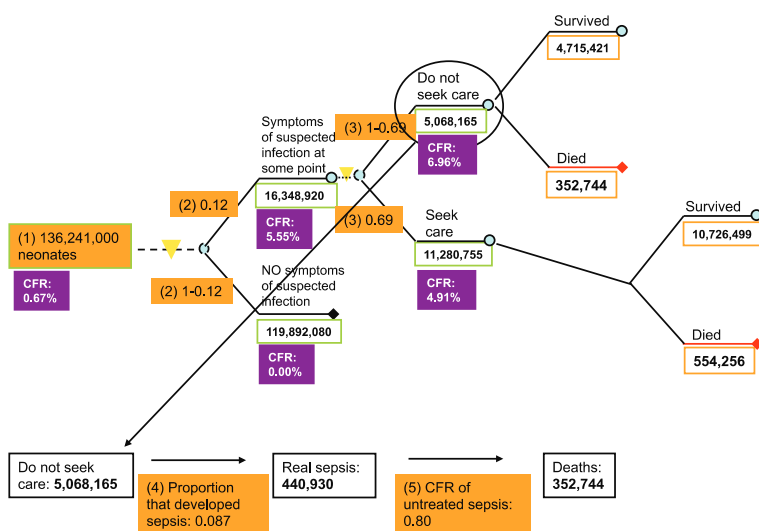 Survived
4,715,421
Do not
seek care
5,068,165
CFR:
6.96%
Died
352,744
(3) 1-0.69
Symptoms
of suspected
infection at
some point
16,348,920
CFR:
5.55%
(2) 0.12
(1) 136,241,000
neonates
CFR:
0.67%
(2) 1-0.12
NO symptoms
of suspected
infection
119,892,080
CFR:
0.00%
(3) 0.69
Seek
care
11,280,755
CFR:
4.91%
Survived
10,726,499
Died
554,256
Do not seek
care: 5,068,165
(4) Proportion
that developed
sepsis: 0.087
Real sepsis:
440,930
(5) CFR of
untreated sepsis:
0.80
Deaths:
352,744